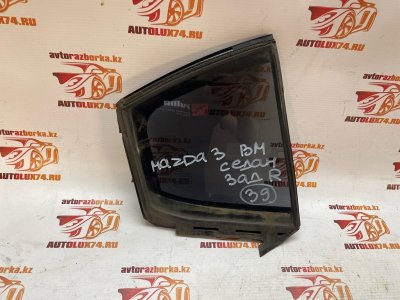 MAZDA 3 BM
СЕДАН
ЗАД R
39
avtorazborka.kz
AUTOLUX74.RU